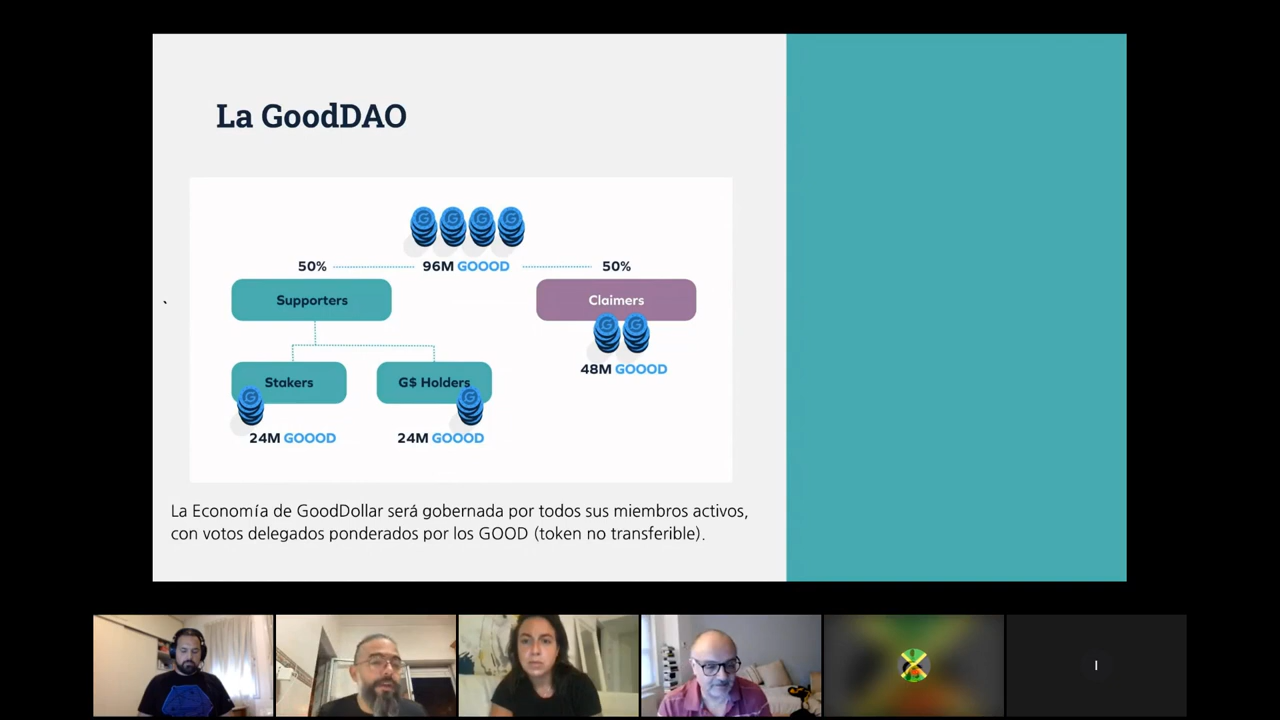 La GoodDAO
50% 96M GOOOD 50%
Supporters Claimers
48M GOOOD
Stakers G$ Holders
24M GOOOD 24M GOOOD
La Economía de GoodDollar será gobernada por todos sus miembros activos,
con votos delegados ponderados por los GOOD (token no transferible).
I